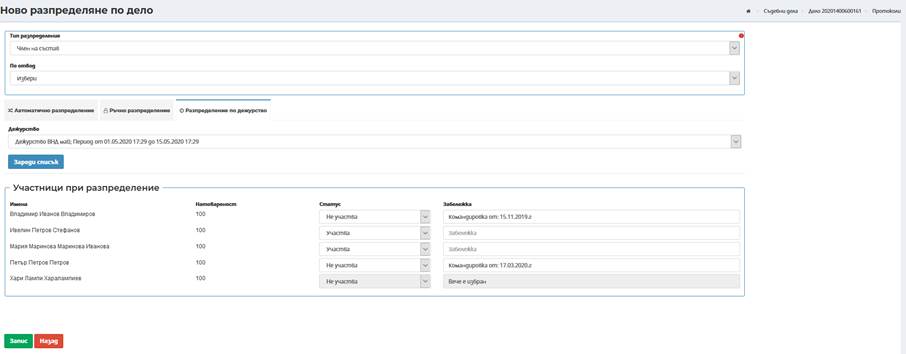 Ново разпределяне по дело
Съдебни дела Дело 20201400600161 Протоколи
Тип разпределение
Член на състав
По отвод
Избери
Автоматично разпределение Ръчно разпределение Разпределение по дежурство
Дежурство
Дежурство ВНД май; Период от 01.05.2020 17:29 до 15.05.2020 17:29
Зареди списък
Участници при разпределение
Имена Натовареност Статус Забележка
Владимир Иванов Владимиров 100 Не участва Командировка от: 15.11.2019.г
Ивелин Петров Стефанов 100 Участва Забележка
Мария Маринова Маринова Иванова 100 Участва Забележка
Петър Петров Петров 100 Не участва Командировка от: 17.03.2020.г
Хари Лампи Харалампиев 100 Не участва Вече е избран
Запис Назад